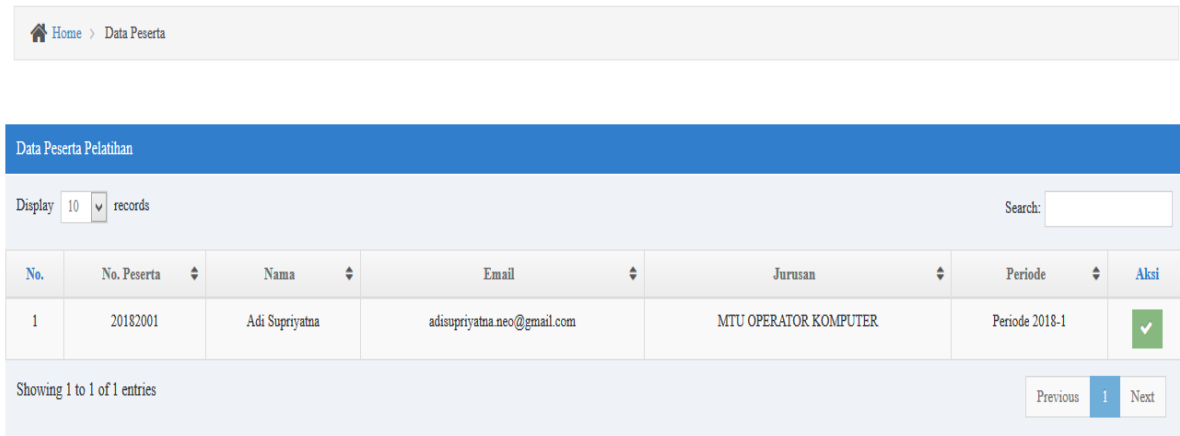 Home > Data Peserta
Data Peserta Pelatihan
Display 10 records Search:
No. No. Peserta Nama Email Jurusan Periode Aksi
1 20182001 Adi Supriyatna adisupriyatna.neo@gmail.com MTU OPERATOR KOMPUTER Periode 2018-1
Showing 1 to 1 of 1 entries Previous 1 Next